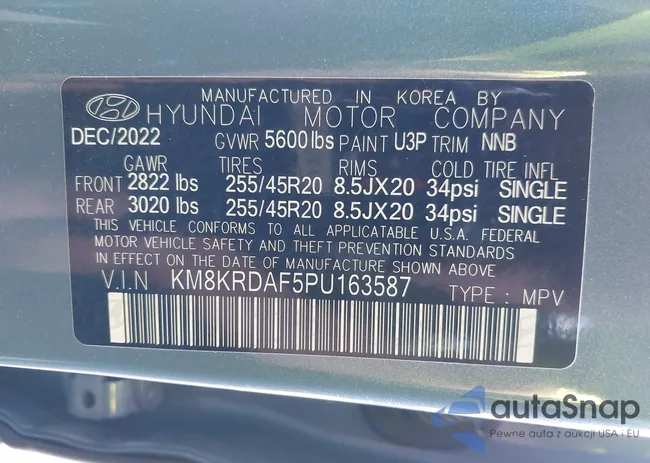 MANUFACTURED IN KOREA BY
HYUNDAI MOTOR COMPANY
DEC/2022 GVWR 5600 lbs PAINT U3P TRIM NNB
GAWR TIRES RIMS COLD TIRE INFL
FRONT 2822 lbs 255/45R20 8.5JX20 34psi SINGLE
REAR 3020 lbs 255/45R20 8.5JX20 34psi SINGLE
THIS VEHICLE CONFORMS TO ALL APPLICABLE U.S.A. FEDERAL
MOTOR VEHICLE SAFETY AND THEFT PREVENTION STANDARDS
IN EFFECT ON THE DATE OF MANUFACTURE SHOWN ABOVE
V.I.N KM8KRDAF5PU163587 TYPE : MPV
autaSnap
Pewne auta z aukcji USA i EU